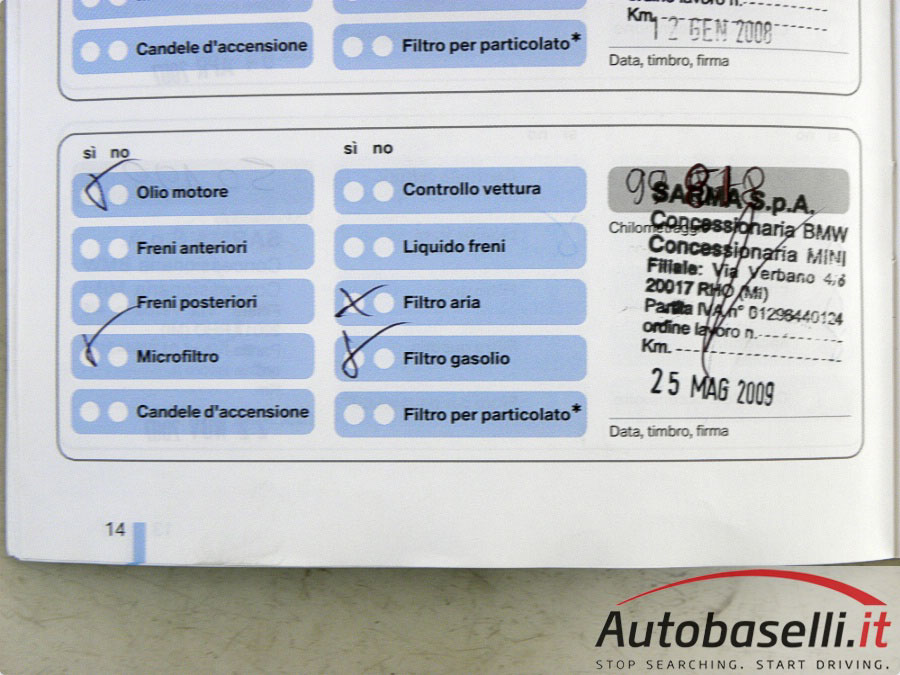 Km.
12 GEN 2008
Candele d'accensione
Filtro per particolato*
Data, timbro, firma
sì no
sì no
Olio motore
Controllo vettura
SARMA S.p.A.
Concessionaria BMW
Freni anteriori
Liquido freni
Concessionaria MINI
Filiale: Via Verbano 4/6
20017 RHO (Mi)
Freni posteriori
Filtro aria
Partita IVA n° 01296440124
ordine lavoro n.
Km.
Microfiltro
Filtro gasolio
25 MAG 2009
Candele d'accensione
Filtro per particolato*
Data, timbro, firma
14
Autobaselli.it
STOP SEARCHING. START DRIVING.